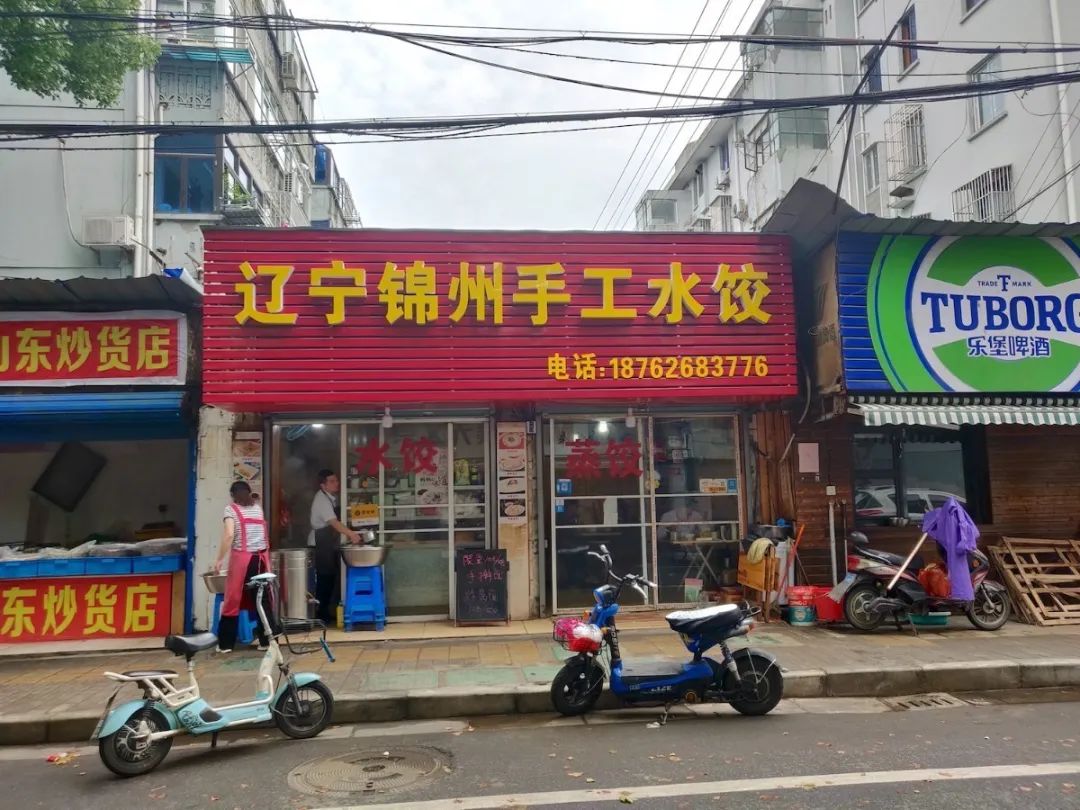 辽宁锦州手工水饺
电话:18762683776
东炒货店
东炒货店
水饺
蒸饺
TRADE MARK
TUBORG
乐堡啤酒